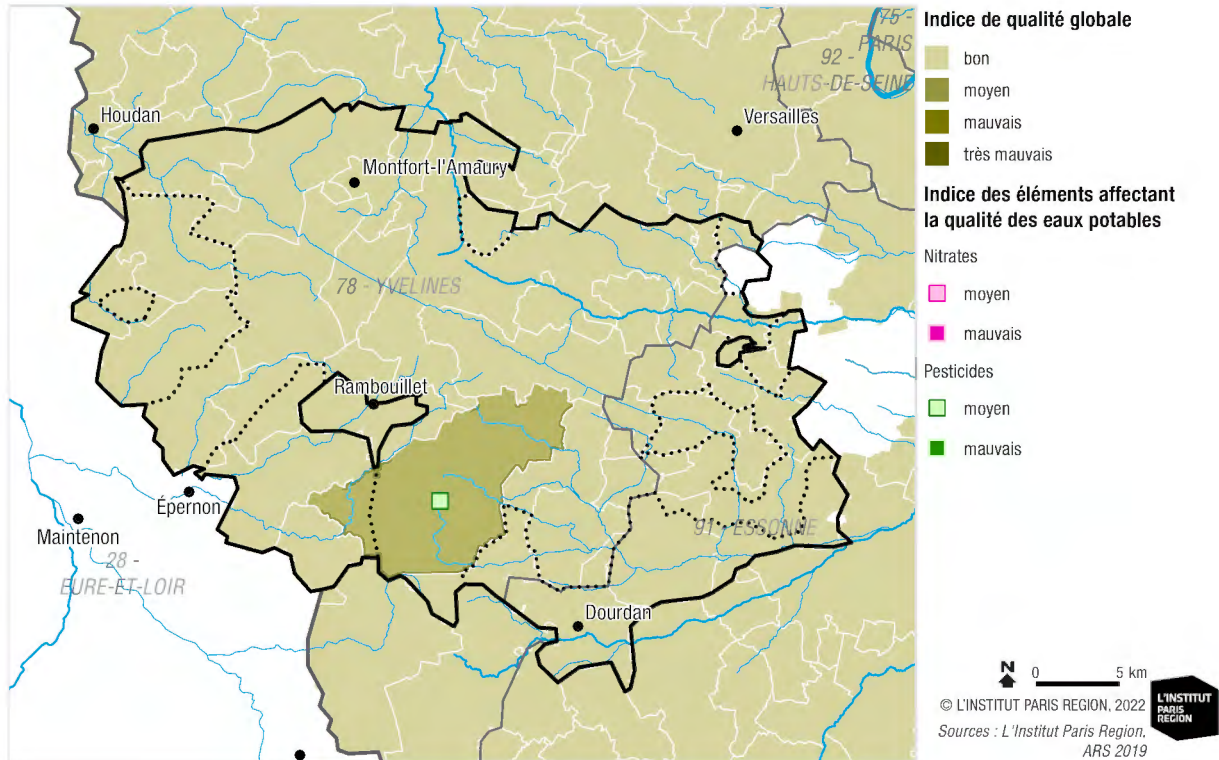 75 -
PARIS
92 -
HAUTS-DE-SEINE
Houdan
Versailles
Montfort-l'Amaury
78 - YVELINES
Rambouillet
Épernon
Maintenon
91 - ESSONNE
28 -
EURE-ET-LOIR
Dourdan
Indice de qualité globale
bon
moyen
mauvais
très mauvais
Indice des éléments affectant
la qualité des eaux potables
Nitrates
moyen
mauvais
Pesticides
moyen
mauvais
N
0 5 km
© L'INSTITUT PARIS REGION, 2022
Sources : L'Institut Paris Region,
ARS 2019
L'INSTITUT
PARIS
REGION